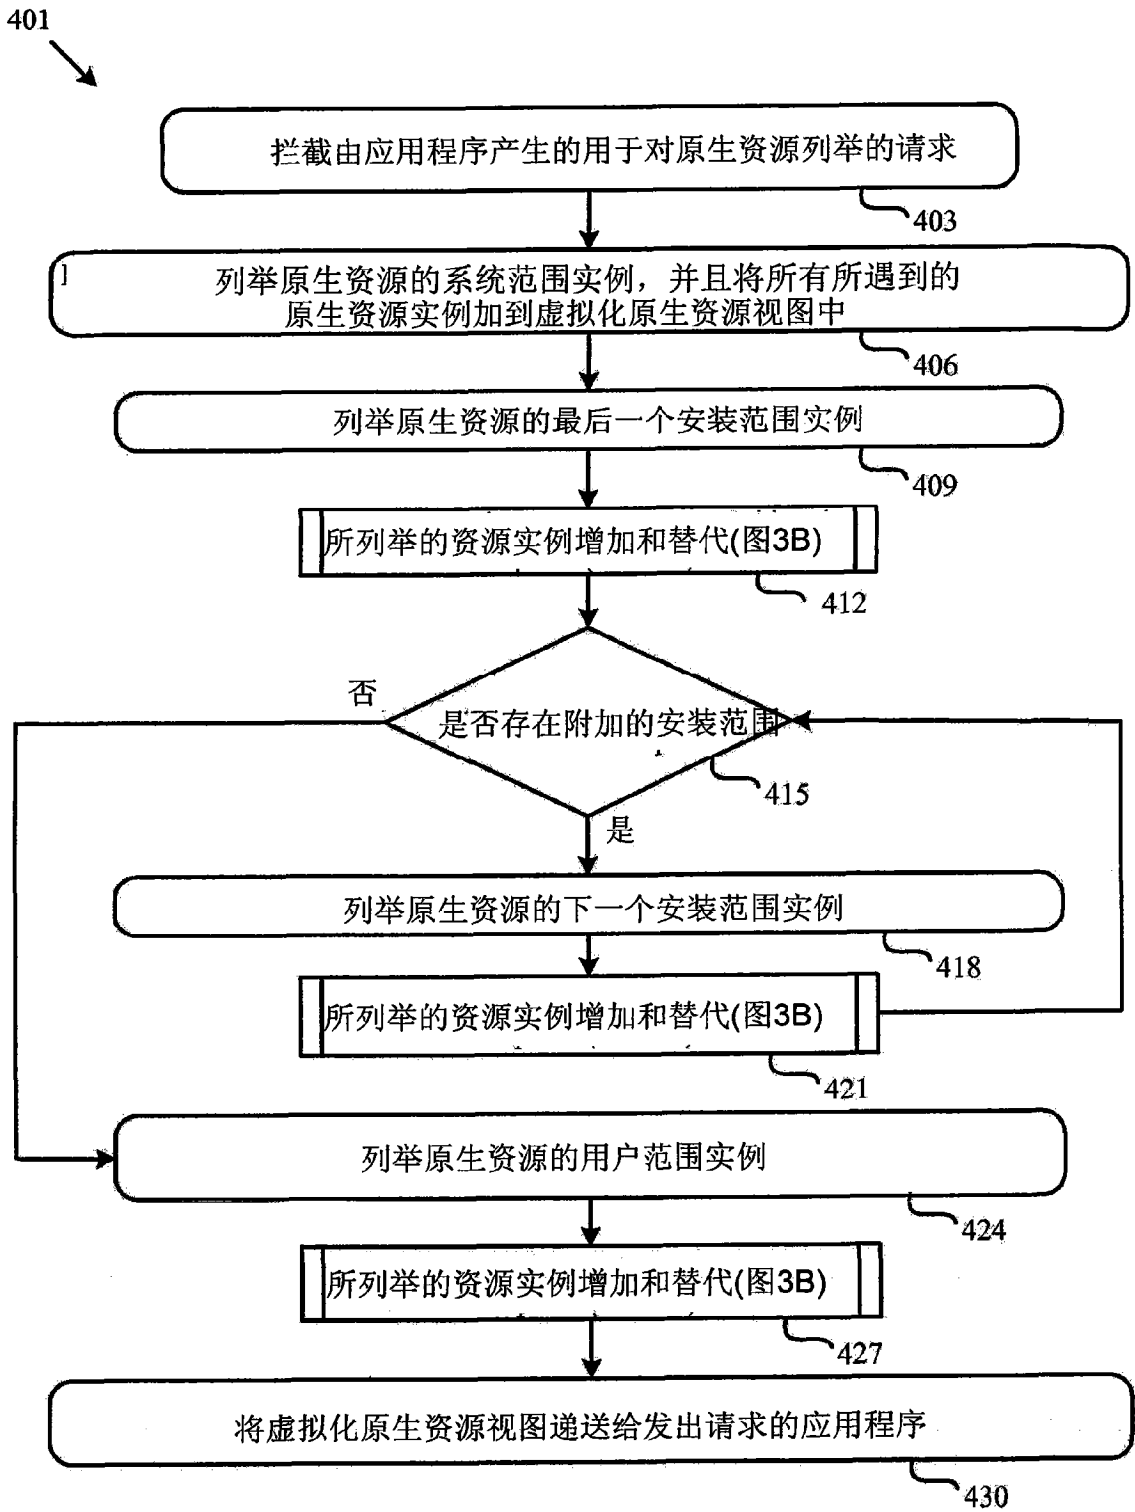 401
拦截由应用程序产生的用于对原生资源列举的请求
403
列举原生资源的系统范围实例，并且将所有所遇到的
原生资源实例加到虚拟化原生资源视图中
406
列举原生资源的最后一个安装范围实例
409
所列举的资源实例增加和替代(图3B)
412
否
是否存在附加的安装范围
415
是
列举原生资源的下一个安装范围实例
418
所列举的资源实例增加和替代(图3B)
421
列举原生资源的用户范围实例
424
所列举的资源实例增加和替代(图3B)
427
将虚拟化原生资源视图递送给发出请求的应用程序
430